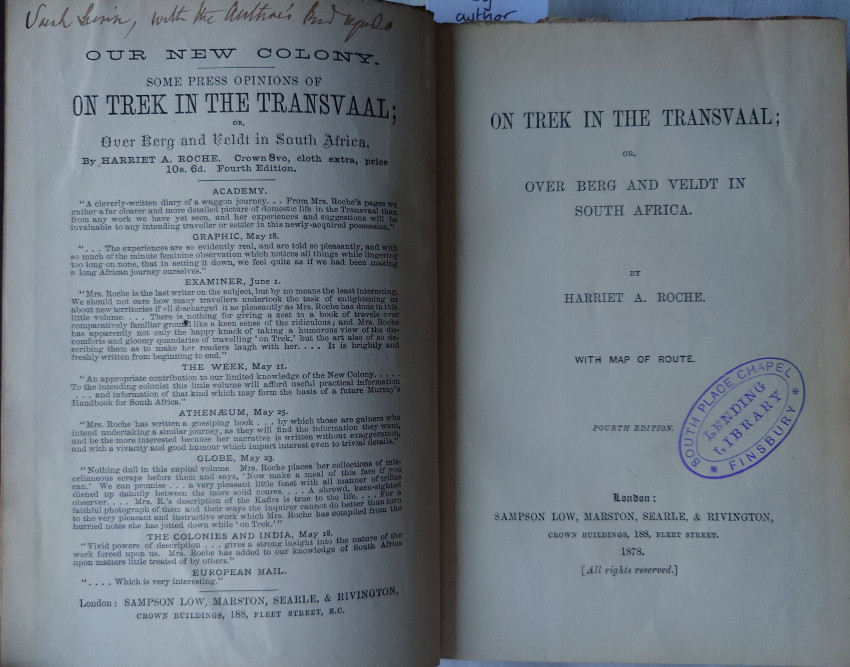 with the Author's
OUR NEW COLONY.
SOME PRESS OPINIONS OF
ON TREK IN THE TRANSVAAL;
OR,
Over Berg and Veldt in South Africa.
By HARRIET A. ROCHE. Crown 8vo, cloth extra, price
10s. 6d. Fourth Edition.
ACADEMY.
"A cleverly-written diary of a waggon journey. . . From Mrs. Roche's pages we
gather a far clearer and more detailed picture of domestic life in the Transvaal than
from any work we have yet seen, and her experiences and suggestions will be
invaluable to any intending traveller or settler in this newly-acquired possession."
GRAPHIC, May 18.
". . . The experiences are so evidently real, and are told so pleasantly, and with
so much of the minute feminine observation which notices all things while lingering
too long on none, that in setting it down, we feel quite as if we had been making
a long African journey ourselves."
EXAMINER, June 1.
"Mrs. Roche is the last writer on the subject, but by no means the least interesting.
We should not care how many travellers undertook the task of enlightening us
about new territories if all discharged it as pleasantly as Mrs. Roche has done in this
little volume. . . . There is nothing for giving a zest to a book of travels over
comparatively familiar ground like a keen sense of the ridiculous; and Mrs. Roche
has apparently not only the happy knack of taking a humorous view of the dis-
comforts and gloomy quandaries of travelling 'on Trek,' but the art also of so de-
scribing them as to make her readers laugh with her. . . . It is brightly and
freshly written from beginning to end."
THE WEEK, May 11.
"An appropriate contribution to our limited knowledge of the New Colony. . . . .
To the intending colonist this little volume will afford useful practical information
. . . and information of that kind which may form the basis of a future Murray's
Handbook for South Africa."
ATHENÆUM, May 25.
"Mrs. Roche has written a gossiping book . . . by which those are gainers who
intend undertaking a similar journey, as they will find the information they want,
and be the more interested because her narrative is written without exaggeration,
and with a vivacity and good humour which impart interest even to trivial details."
GLOBE, May 23.
"Nothing dull in this capital volume. Mrs. Roche places her collections of mis-
cellaneous scraps before them and says, 'Now make a meal of this fare if you
can.' We can promise . . . a very pleasant little feast with all manner of trifles
dished up daintily between the more solid coures. . . . A shrewd, keen-sighted
observer. . . . Mrs. R.'s description of the Kafirs is true to the life. . . . For a
faithful photograph of them and their ways the inquirer cannot do better than turn
to the very pleasant and instructive work which Mrs. Roche has compiled from the
hurried notes she has jotted down while 'on Trek.'"
THE COLONIES AND INDIA, May 18.
"Vivid powers of description . . . gives a strong insight into the nature of the
work forced upon us. Mrs. Roche has added to our knowledge of South Africa
upon matters little treated of by others."
EUROPEAN MAIL.
". . . . Which is very interesting."
London: SAMPSON LOW, MARSTON, SEARLE, & RIVINGTON,
CROWN BUILDINGS, 188, FLEET STREET, E.C.
by
author
ON TREK IN THE TRANSVAAL;
OR,
OVER BERG AND VELDT IN
SOUTH AFRICA.
BY
HARRIET A. ROCHE.
WITH MAP OF ROUTE.
SOUTH PLACE CHAPEL
LENDING
LIBRARY
* FINSBURY *
FOURTH EDITION.
London:
SAMPSON LOW, MARSTON, SEARLE, & RIVINGTON,
CROWN BUILDINGS, 188, FLEET STREET.
1878.
[All rights reserved.]